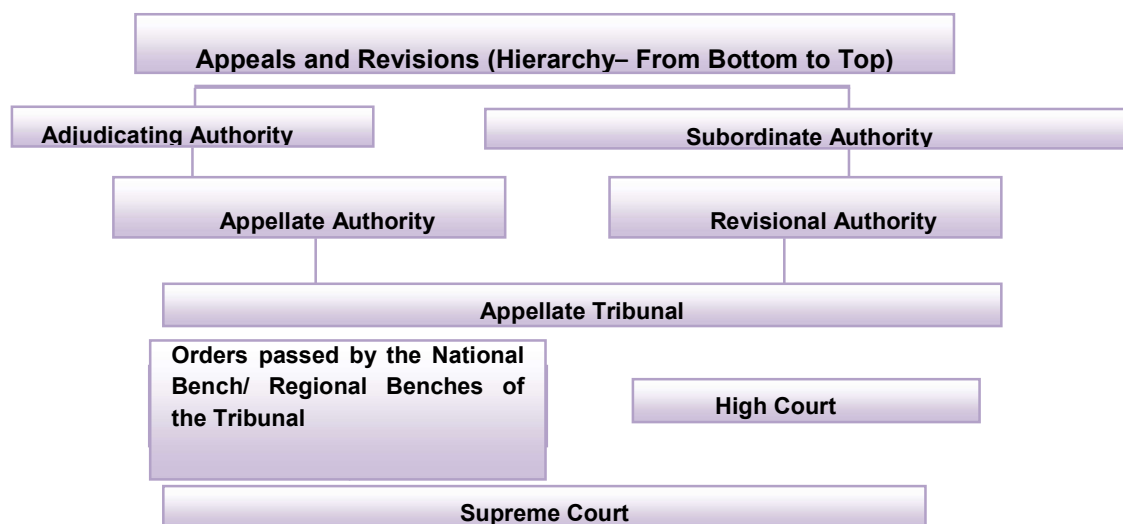 Appeals and Revisions (Hierarchy– From Bottom to Top)
Adjudicating Authority
Subordinate Authority
Appellate Authority
Revisional Authority
Appellate Tribunal
Orders passed by the National
Bench/ Regional Benches of
the Tribunal
High Court
Supreme Court